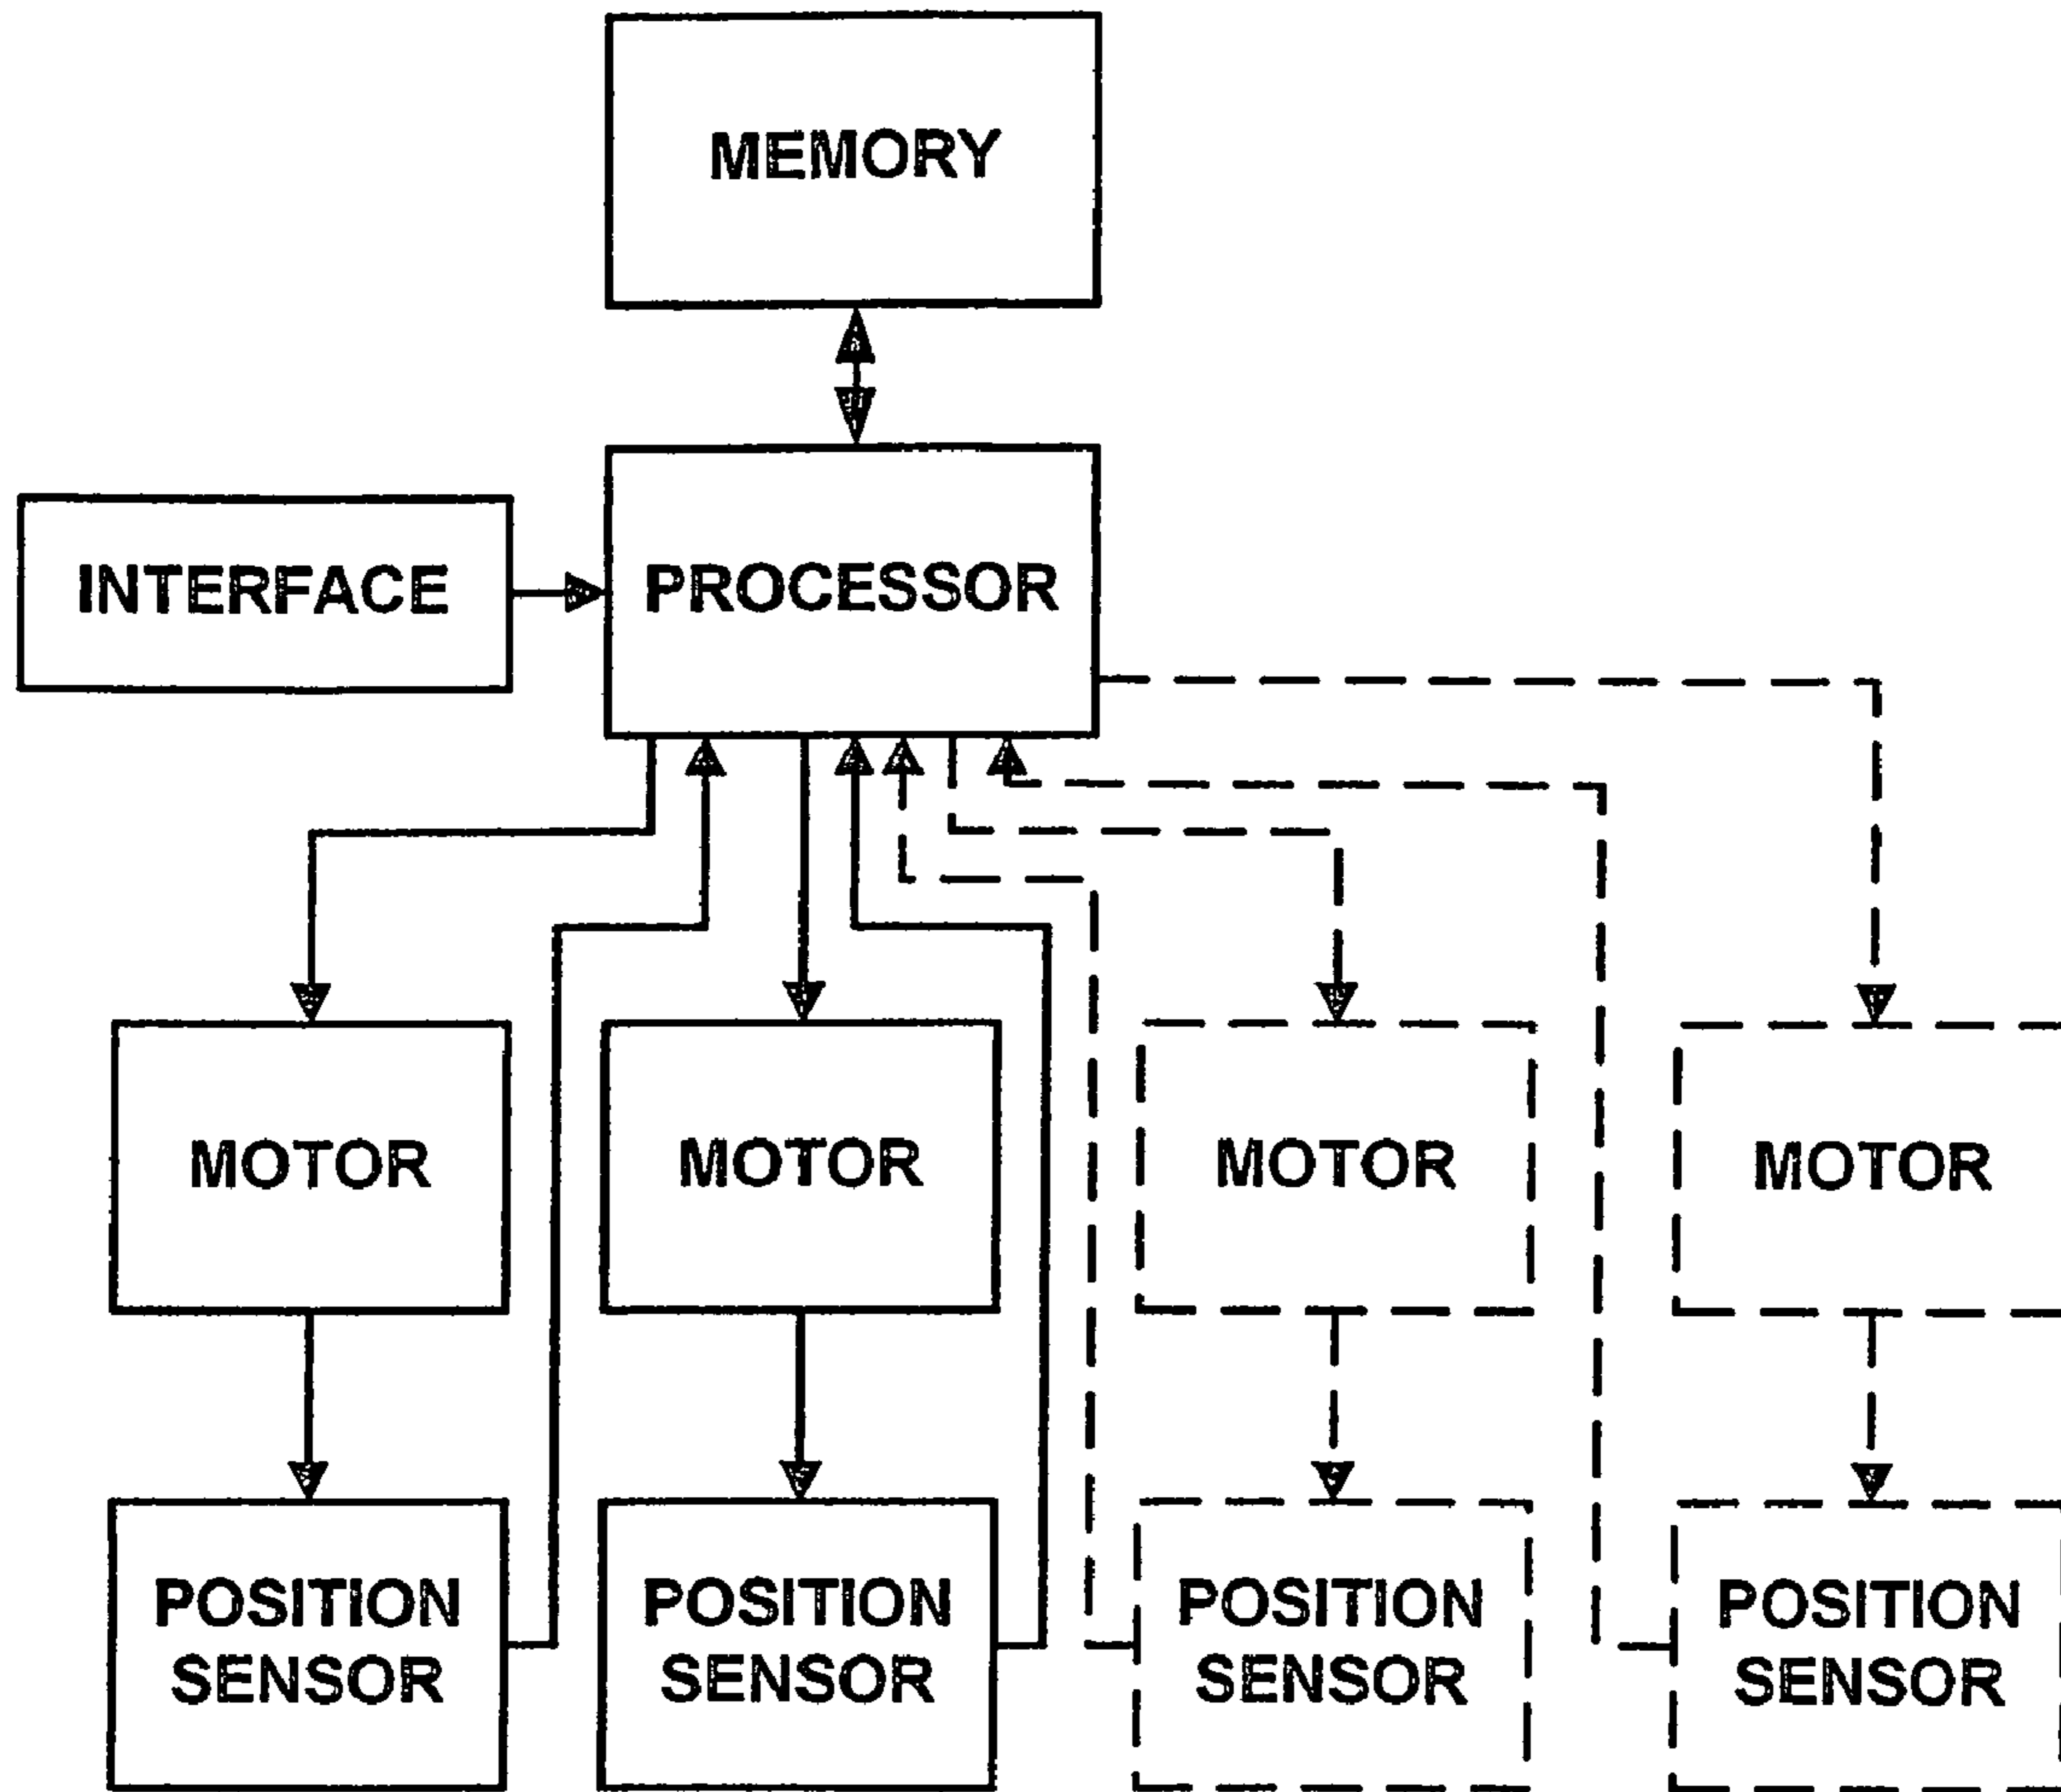 MEMORY
INTERFACE
PROCESSOR
MOTOR
MOTOR
MOTOR
MOTOR
POSITION
SENSOR
POSITION
SENSOR
POSITION
SENSOR
POSITION
SENSOR